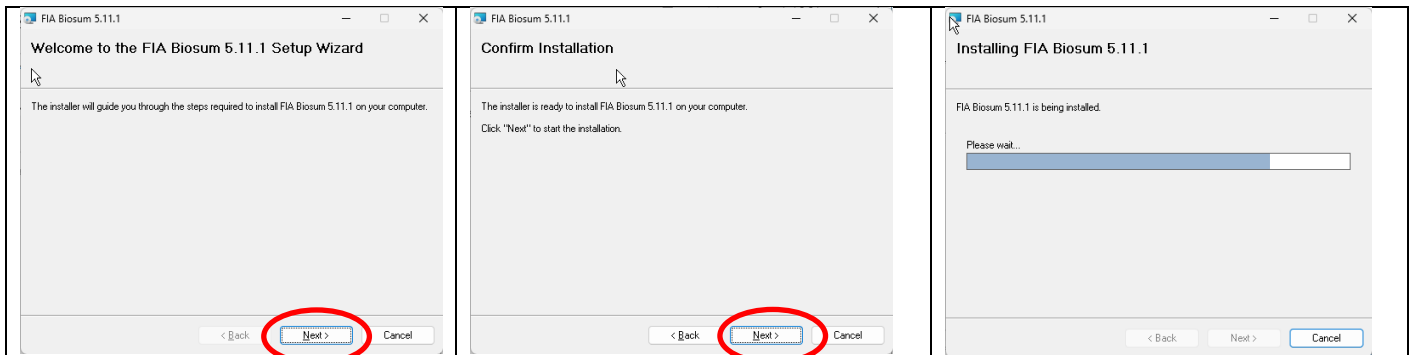 FIA Biosum 5.11.1
Welcome to the FIA Biosum 5.11.1 Setup Wizard
The installer will guide you through the steps required to install FIA Biosum 5.11.1 on your computer.
< Back Next > Cancel
FIA Biosum 5.11.1
Confirm Installation
The installer is ready to install FIA Biosum 5.11.1 on your computer.
Click "Next" to start the installation.
< Back Next > Cancel
FIA Biosum 5.11.1
Installing FIA Biosum 5.11.1
FIA Biosum 5.11.1 is being installed.
Please wait...
< Back Next > Cancel